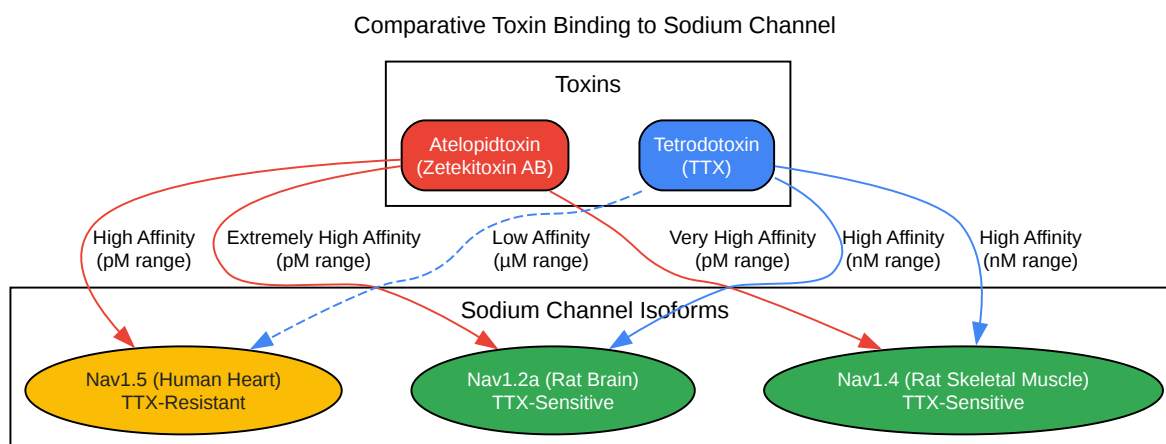 Comparative Toxin Binding to Sodium Channel
Toxins
Atelopidtoxin
(Zetekitoxin AB)
Tetrodotoxin
(TTX)
High Affinity
(pM range)
Extremely High Affinity
(pM range)
Low Affinity
(µM range)
Very High Affinity
(pM range)
High Affinity
(nM range)
High Affinity
(nM range)
Sodium Channel Isoforms
Nav1.5 (Human Heart)
TTX-Resistant
Nav1.2a (Rat Brain)
TTX-Sensitive
Nav1.4 (Rat Skeletal Muscle)
TTX-Sensitive